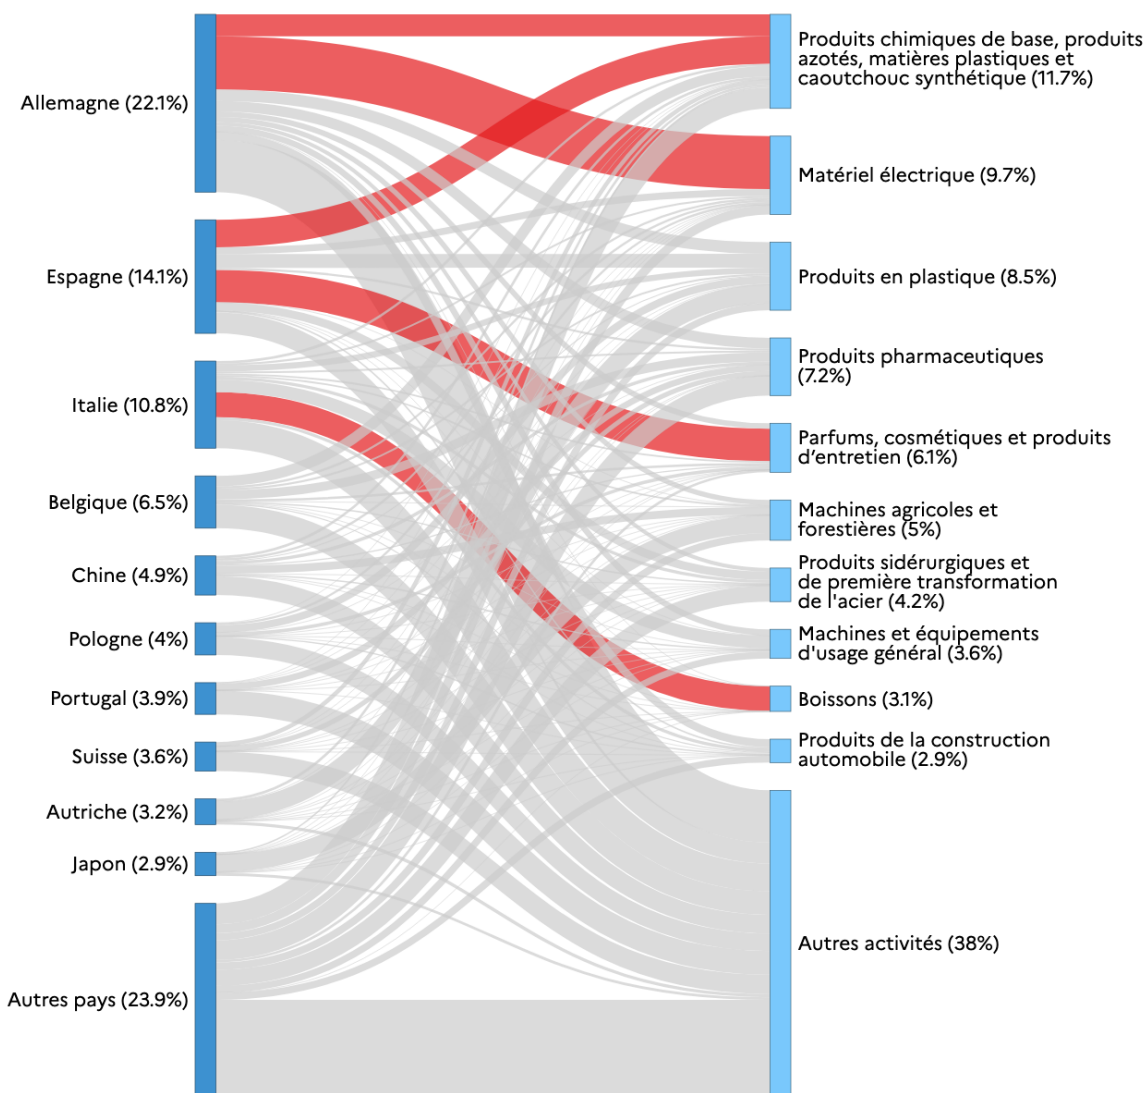 Allemagne (22.1%)
Espagne (14.1%)
Italie (10.8%)
Belgique (6.5%)
Chine (4.9%)
Pologne (4%)
Portugal (3.9%)
Suisse (3.6%)
Autriche (3.2%)
Japon (2.9%)
Autres pays (23.9%)
Produits chimiques de base, produits
azotés, matières plastiques et
caoutchouc synthétique (11.7%)
Matériel électrique (9.7%)
Produits en plastique (8.5%)
Produits pharmaceutiques
(7.2%)
Parfums, cosmétiques et produits
d’entretien (6.1%)
Machines agricoles et
forestières (5%)
Produits sidérurgiques et
de première transformation
de l'acier (4.2%)
Machines et équipements
d'usage général (3.6%)
Boissons (3.1%)
Produits de la construction
automobile (2.9%)
Autres activités (38%)